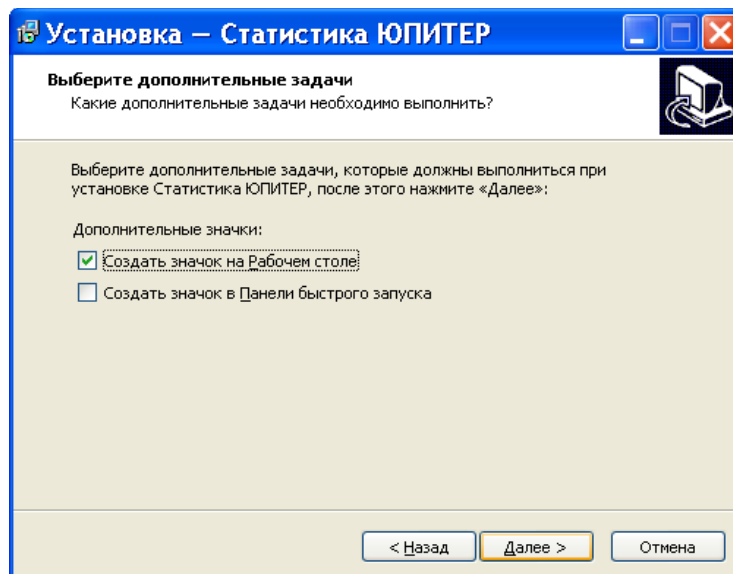 Установка — Статистика ЮПИТЕР
Выберите дополнительные задачи
Какие дополнительные задачи необходимо выполнить?
Выберите дополнительные задачи, которые должны выполниться при
установке Статистика ЮПИТЕР, после этого нажмите «Далее»:
Дополнительные значки:
Создать значок на Рабочем столе
Создать значок в Панели быстрого запуска
< Назад
Далее >
Отмена